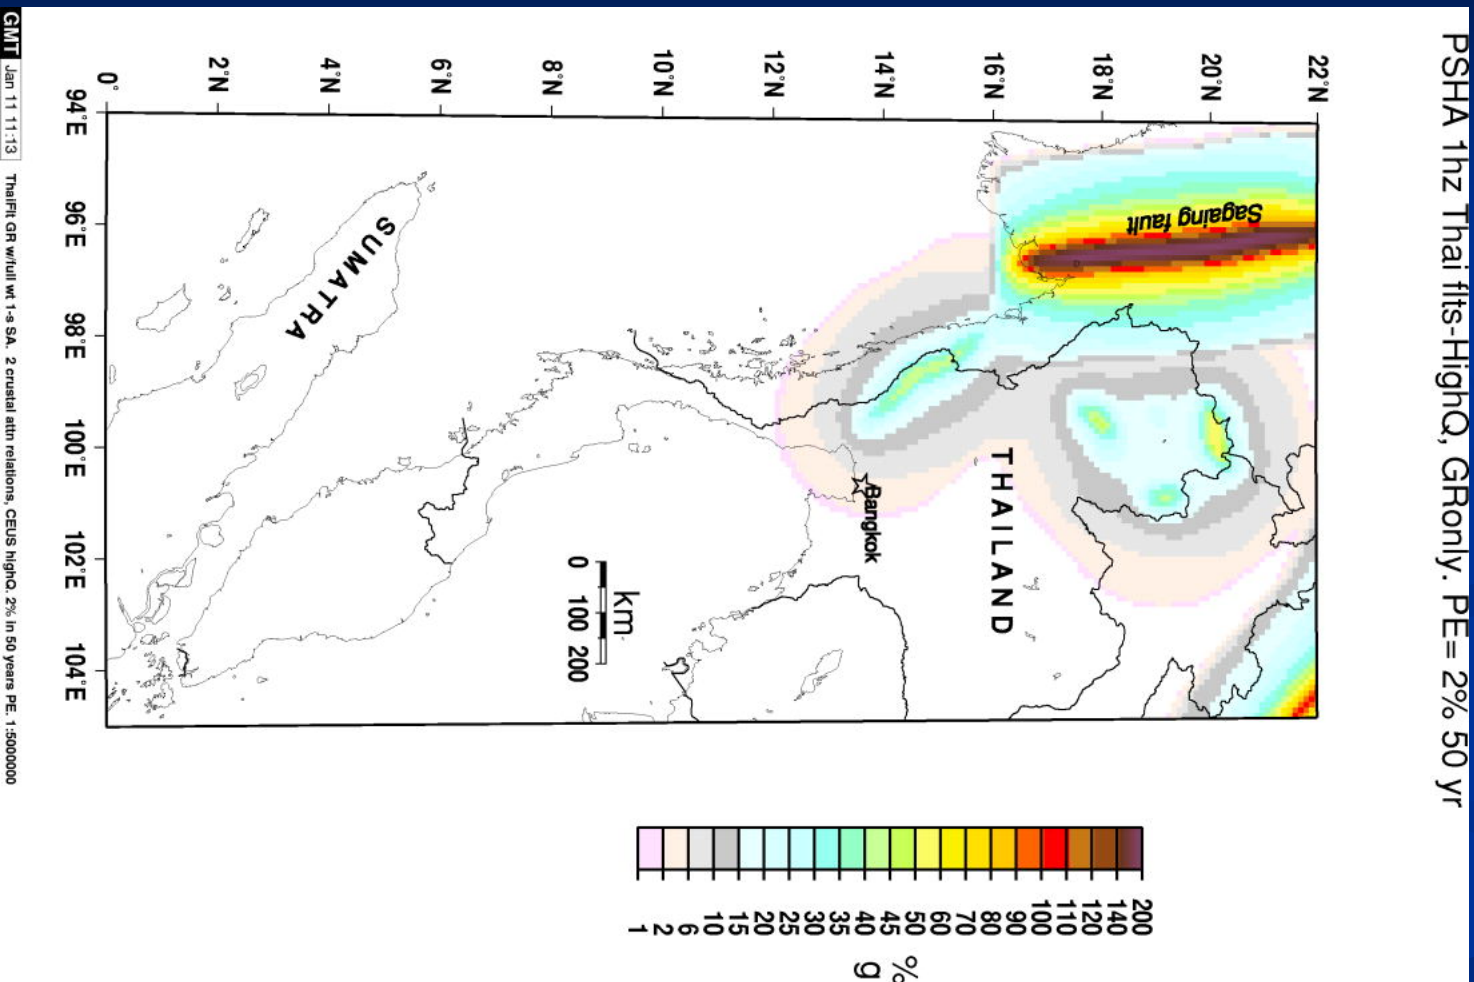 PSHA 1hz Thai flts-HighQ, GRonly. PE= 2% 50 yr
22°N
20°N
18°N
16°N
14°N
12°N
10°N
8°N
6°N
4°N
2°N
0°
94°E
96°E
98°E
100°E
102°E
104°E
Sagaing fault
THAILAND
Bangkok
SUMATRA
km
0 100 200
200
140
120
110
100
90
80
70
60
50
45
40
35
30
25
20
15
10
6
2
1
%
g
GMT Jan 11 11:13 ThaiFlt GR w/full wt 1-s SA. 2 crustal attn relations, CEUS highQ. 2% in 50 years PE. 1:5000000